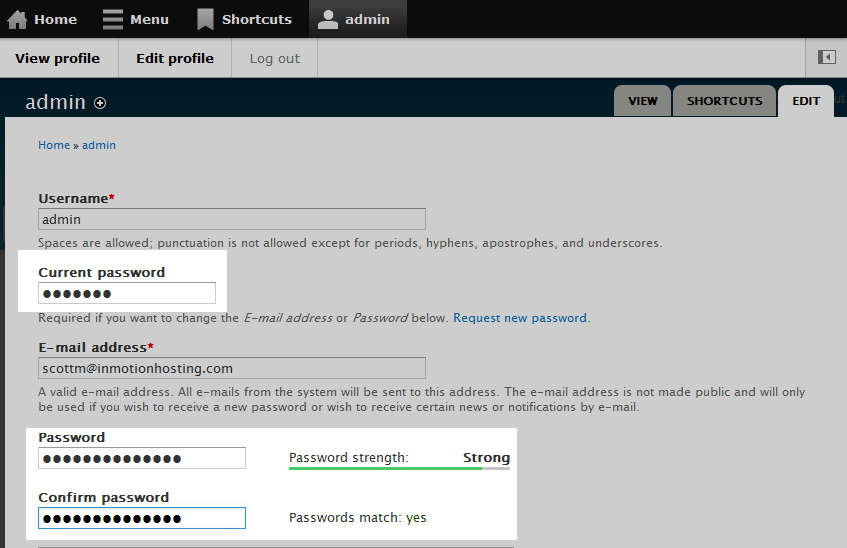 Home Menu Shortcuts admin
View profile Edit profile Log out
admin VIEW SHORTCUTS EDIT
Home » admin
Username*
admin
Spaces are allowed; punctuation is not allowed except for periods, hyphens, apostrophes, and underscores.
Current password
●●●●●●●
Required if you want to change the E-mail address or Password below. Request new password.
E-mail address*
scottm@inmotionhosting.com
A valid e-mail address. All e-mails from the system will be sent to this address. The e-mail address is not made public and will only
be used if you wish to receive a new password or wish to receive certain news or notifications by e-mail.
Password
●●●●●●●●●●●●●● Password strength: Strong
Confirm password
●●●●●●●●●●●●●● Passwords match: yes